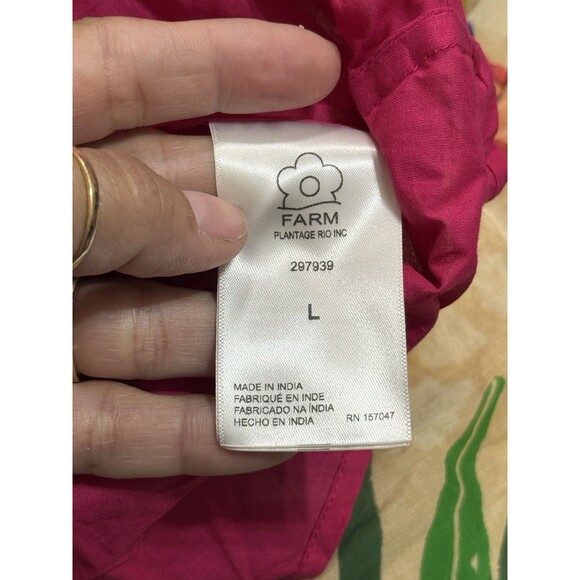 FARM
PLANTAGE RIO INC
297939
L
MADE IN INDIA
FABRIQUÉ EN INDE
FABRICADO NA ÍNDIA
HECHO EN INDIA
RN 157047